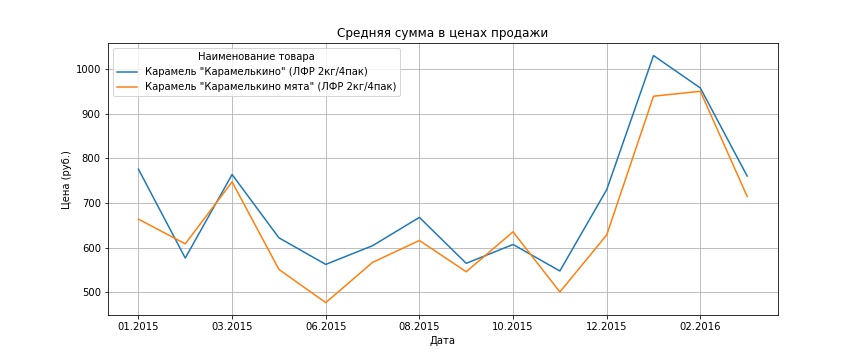 Средняя сумма в ценах продажи
Наименование товара
Карамель "Карамелькино" (ЛФР 2кг/4пак)
Карамель "Карамелькино мята" (ЛФР 2кг/4пак)
Цена (руб.)
1000
900
800
700
600
500
01.2015 03.2015 06.2015 08.2015 10.2015 12.2015 02.2016
Дата